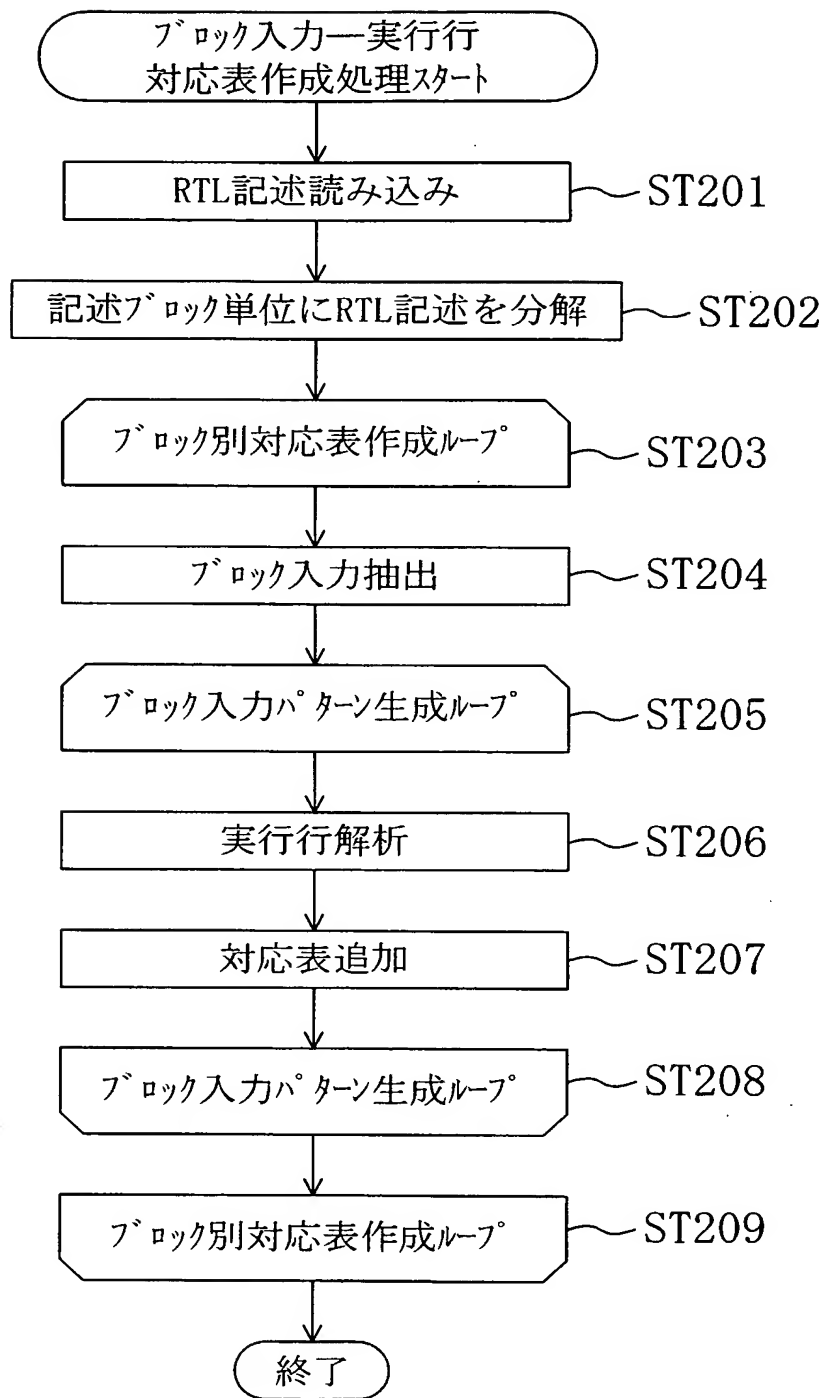 ブロック入力―実行行
対応表作成処理スタート
RTL記述読み込み
ST201
記述ブロック単位にRTL記述を分解
ST202
ブロック別対応表作成ループ
ST203
ブロック入力抽出
ST204
ブロック入力パターン生成ループ
ST205
実行行解析
ST206
対応表追加
ST207
ブロック入力パターン生成ループ
ST208
ブロック別対応表作成ループ
ST209
終了